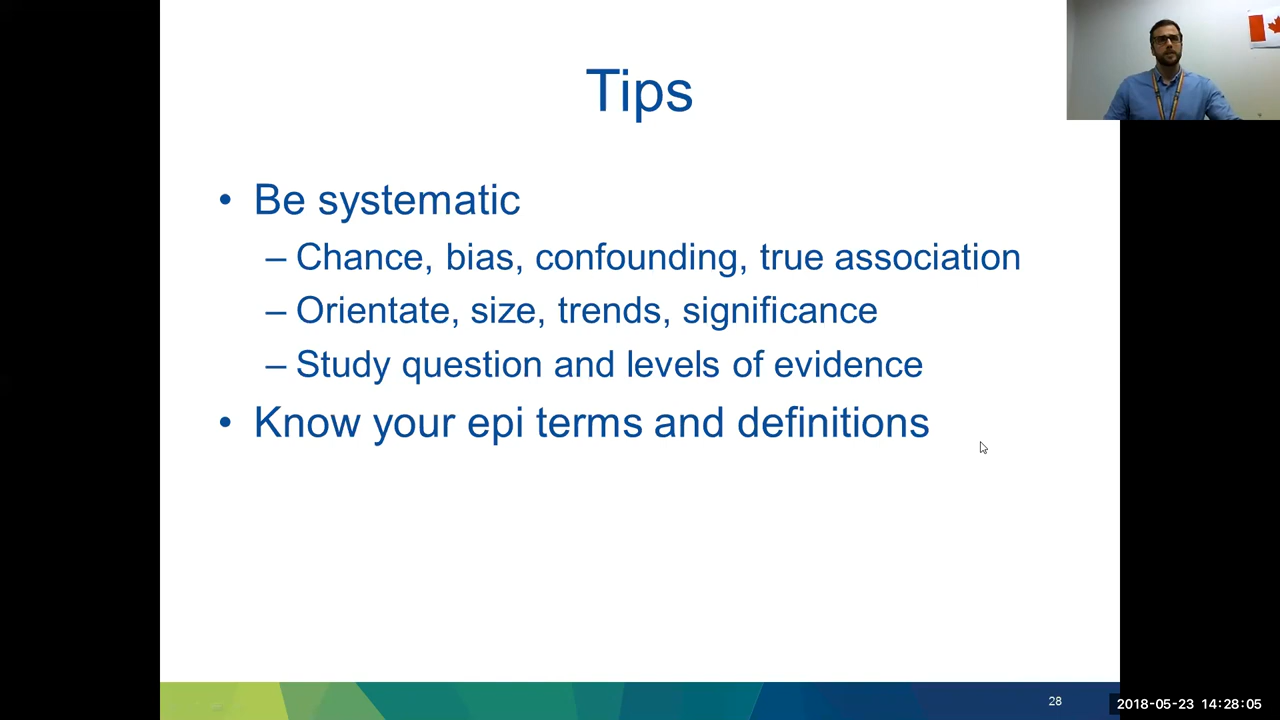 Tips
• Be systematic
– Chance, bias, confounding, true association
– Orientate, size, trends, significance
– Study question and levels of evidence
• Know your epi terms and definitions
28
2018-05-23 14:28:05